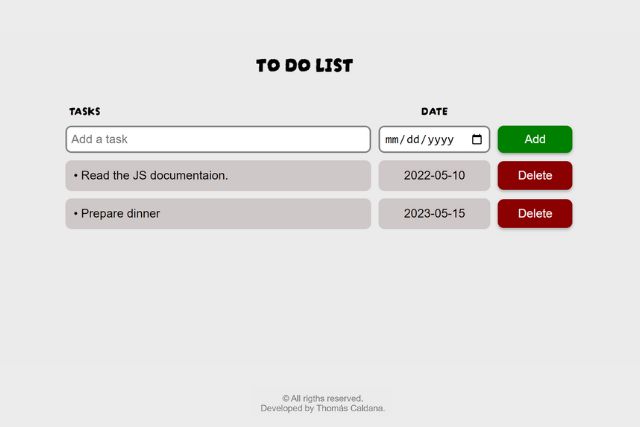 TO DO LIST
TASKS DATE
Add a task mm/dd/yyyy Add
• Read the JS documentaion. 2022-05-10 Delete
• Prepare dinner 2023-05-15 Delete
© All rigths reserved.
Developed by Thomás Caldana.